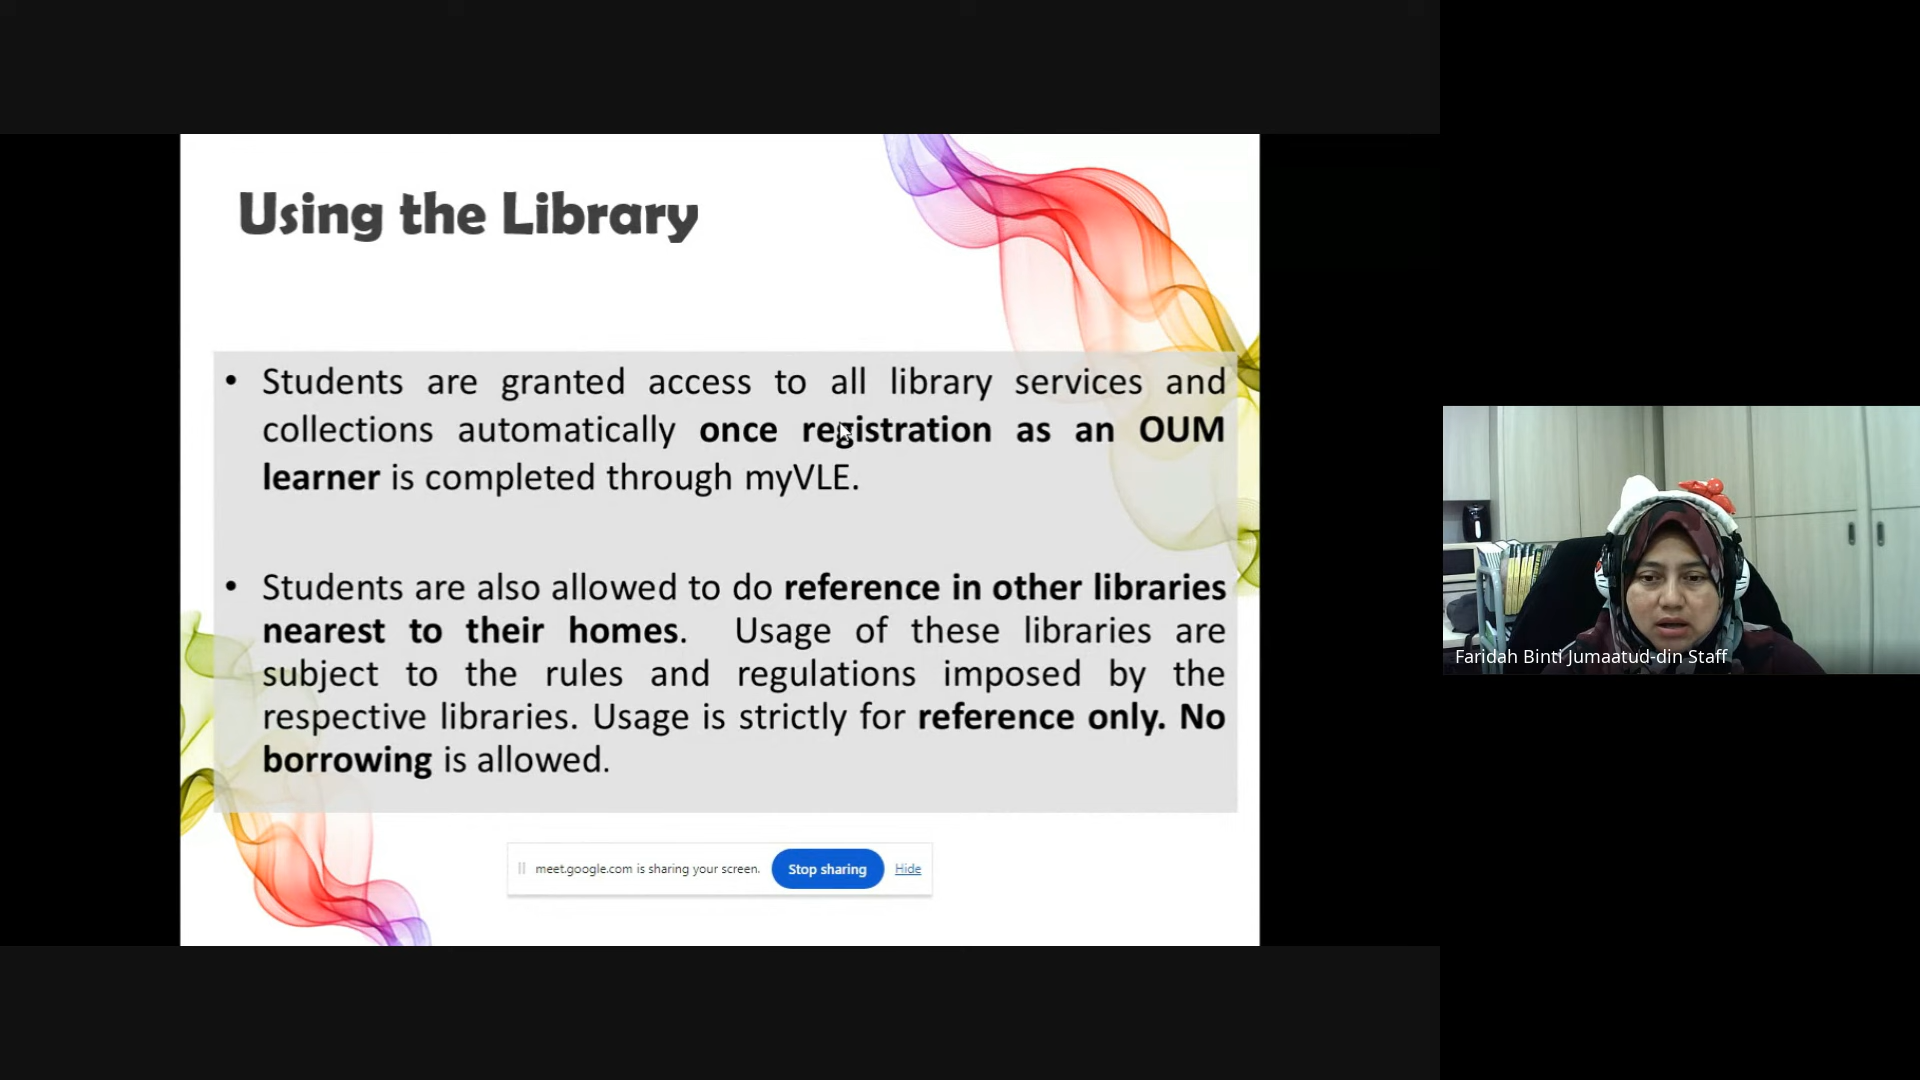 Using the Library
• Students are granted access to all library services and
collections automatically once registration as an OUM
learner is completed through myVLE.
• Students are also allowed to do reference in other libraries
nearest to their homes. Usage of these libraries are
subject to the rules and regulations imposed by the
respective libraries. Usage is strictly for reference only. No
borrowing is allowed.
meet.google.com is sharing your screen. Stop sharing Hide
Faridah Binti Jumaatud-din Staff